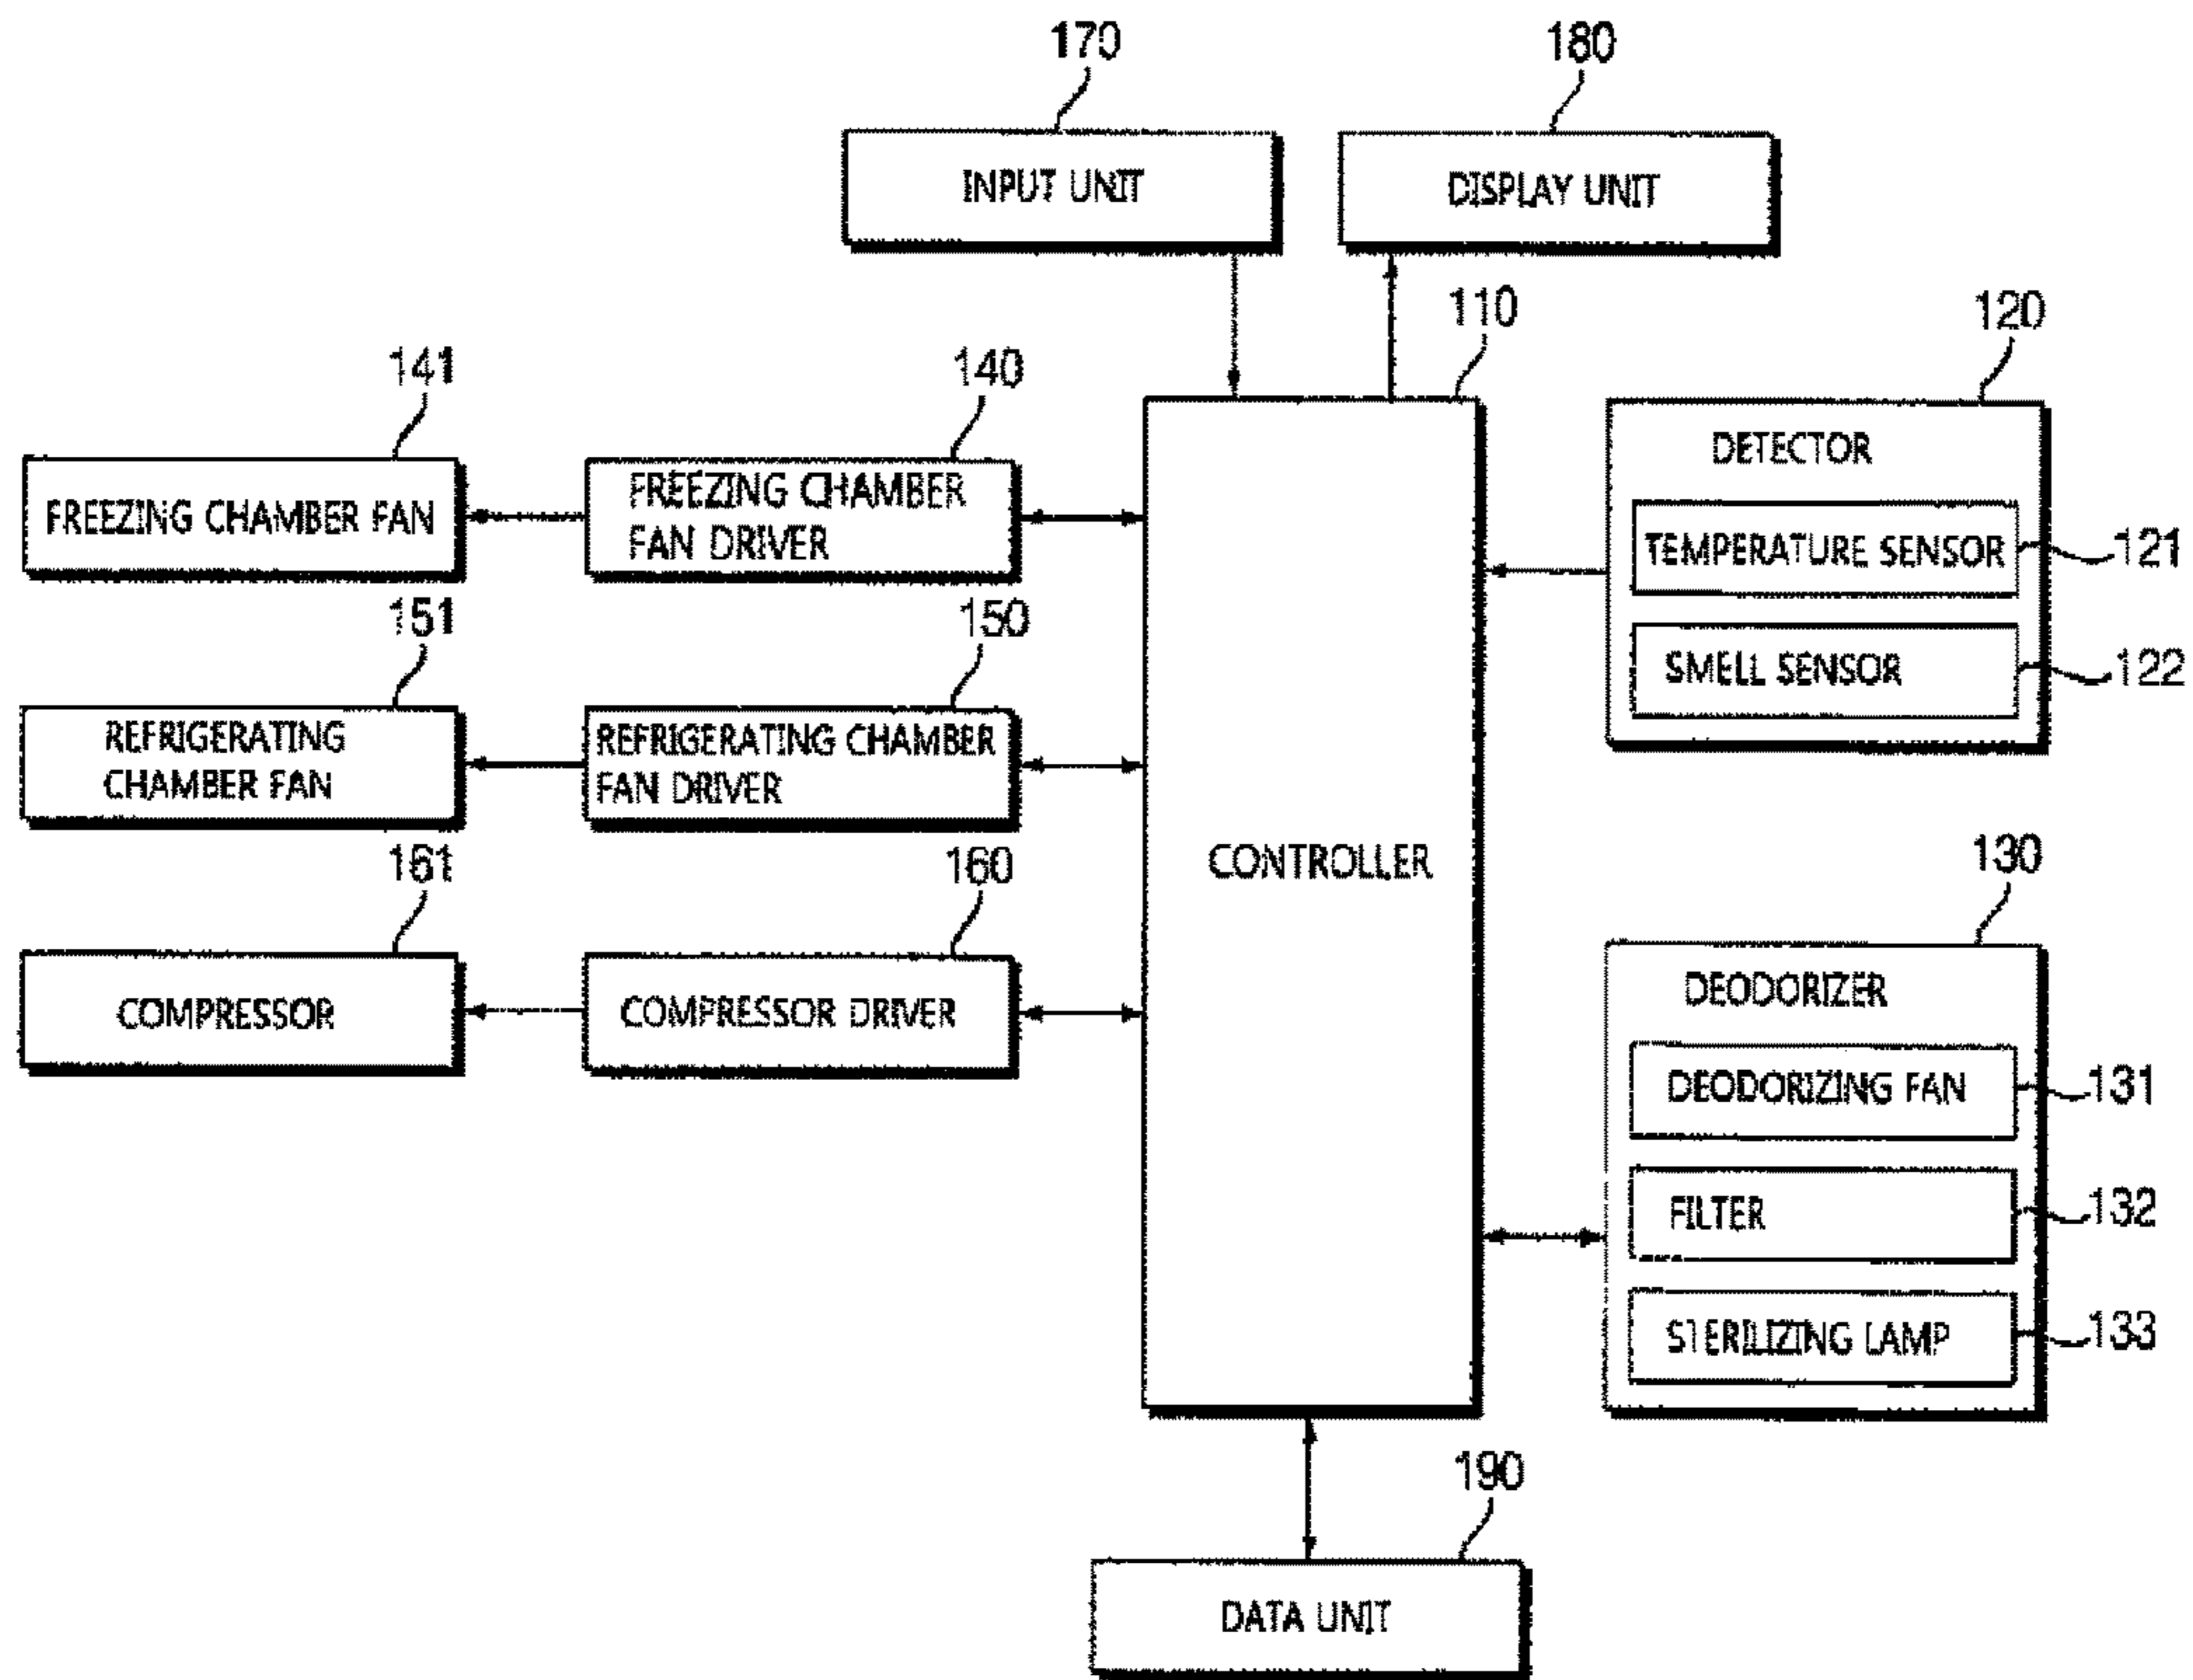 170
180
INPUT UNIT
DISPLAY UNIT
110
120
141
140
DETECTOR
FREEZING CHAMBER FAN
FREEZING CHAMBER
FAN DRIVER
TEMPERATURE SENSOR
121
151
150
SMELL SENSOR
122
REFRIGERATING
CHAMBER FAN
REFRIGERATING CHAMBER
FAN DRIVER
161
160
CONTROLLER
130
COMPRESSOR
COMPRESSOR DRIVER
DEODORIZER
DEODORIZING FAN
131
FILTER
132
STERILIZING LAMP
133
190
DATA UNIT